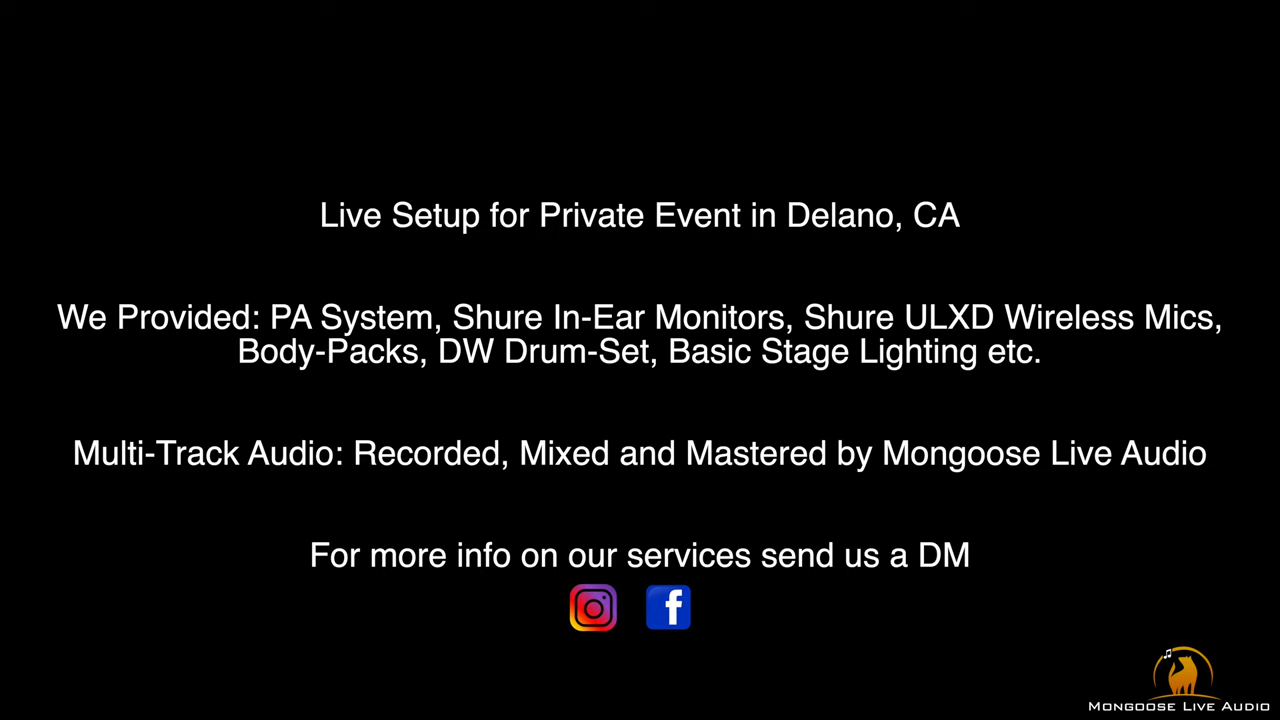 Live Setup for Private Event in Delano, CA
We Provided: PA System, Shure In-Ear Monitors, Shure ULXD Wireless Mics,
Body-Packs, DW Drum-Set, Basic Stage Lighting etc.
Multi-Track Audio: Recorded, Mixed and Mastered by Mongoose Live Audio
For more info on our services send us a DM
Mongoose Live Audio